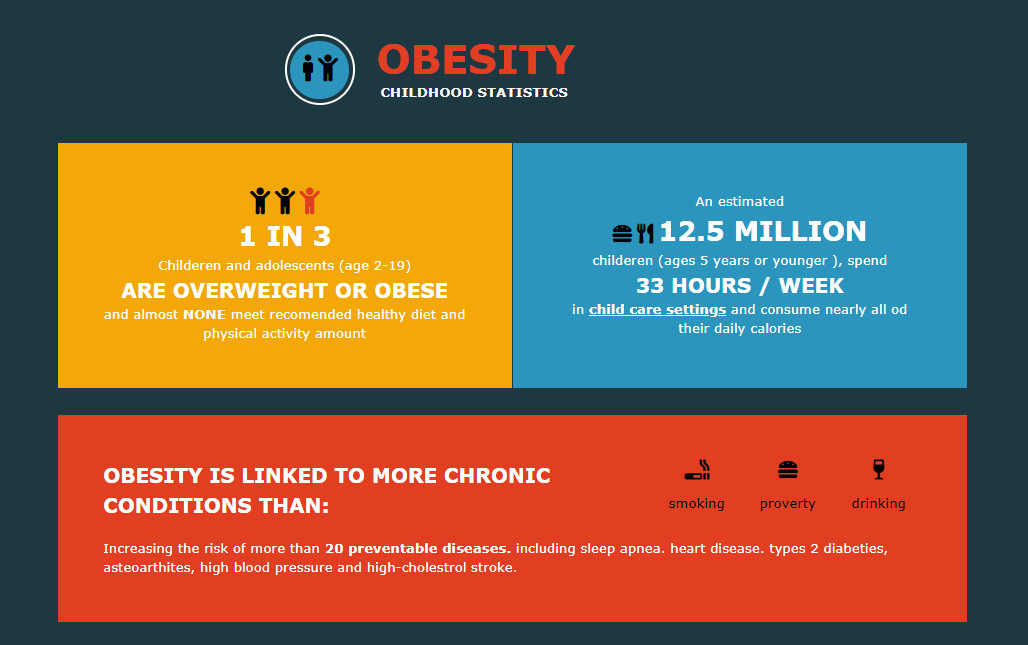 OBESITY
CHILDHOOD STATISTICS
1 IN 3
Childeren and adolescents (age 2-19)
ARE OVERWEIGHT OR OBESE
and almost NONE meet recomended healthy diet and
physical activity amount
An estimated
12.5 MILLION
childeren (ages 5 years or younger ), spend
33 HOURS / WEEK
in child care settings and consume nearly all od
their daily calories
OBESITY IS LINKED TO MORE CHRONIC
CONDITIONS THAN:
smoking
proverty
drinking
Increasing the risk of more than 20 preventable diseases. including sleep apnea. heart disease. types 2 diabeties,
asteoarthites, high blood pressure and high-cholestrol stroke.